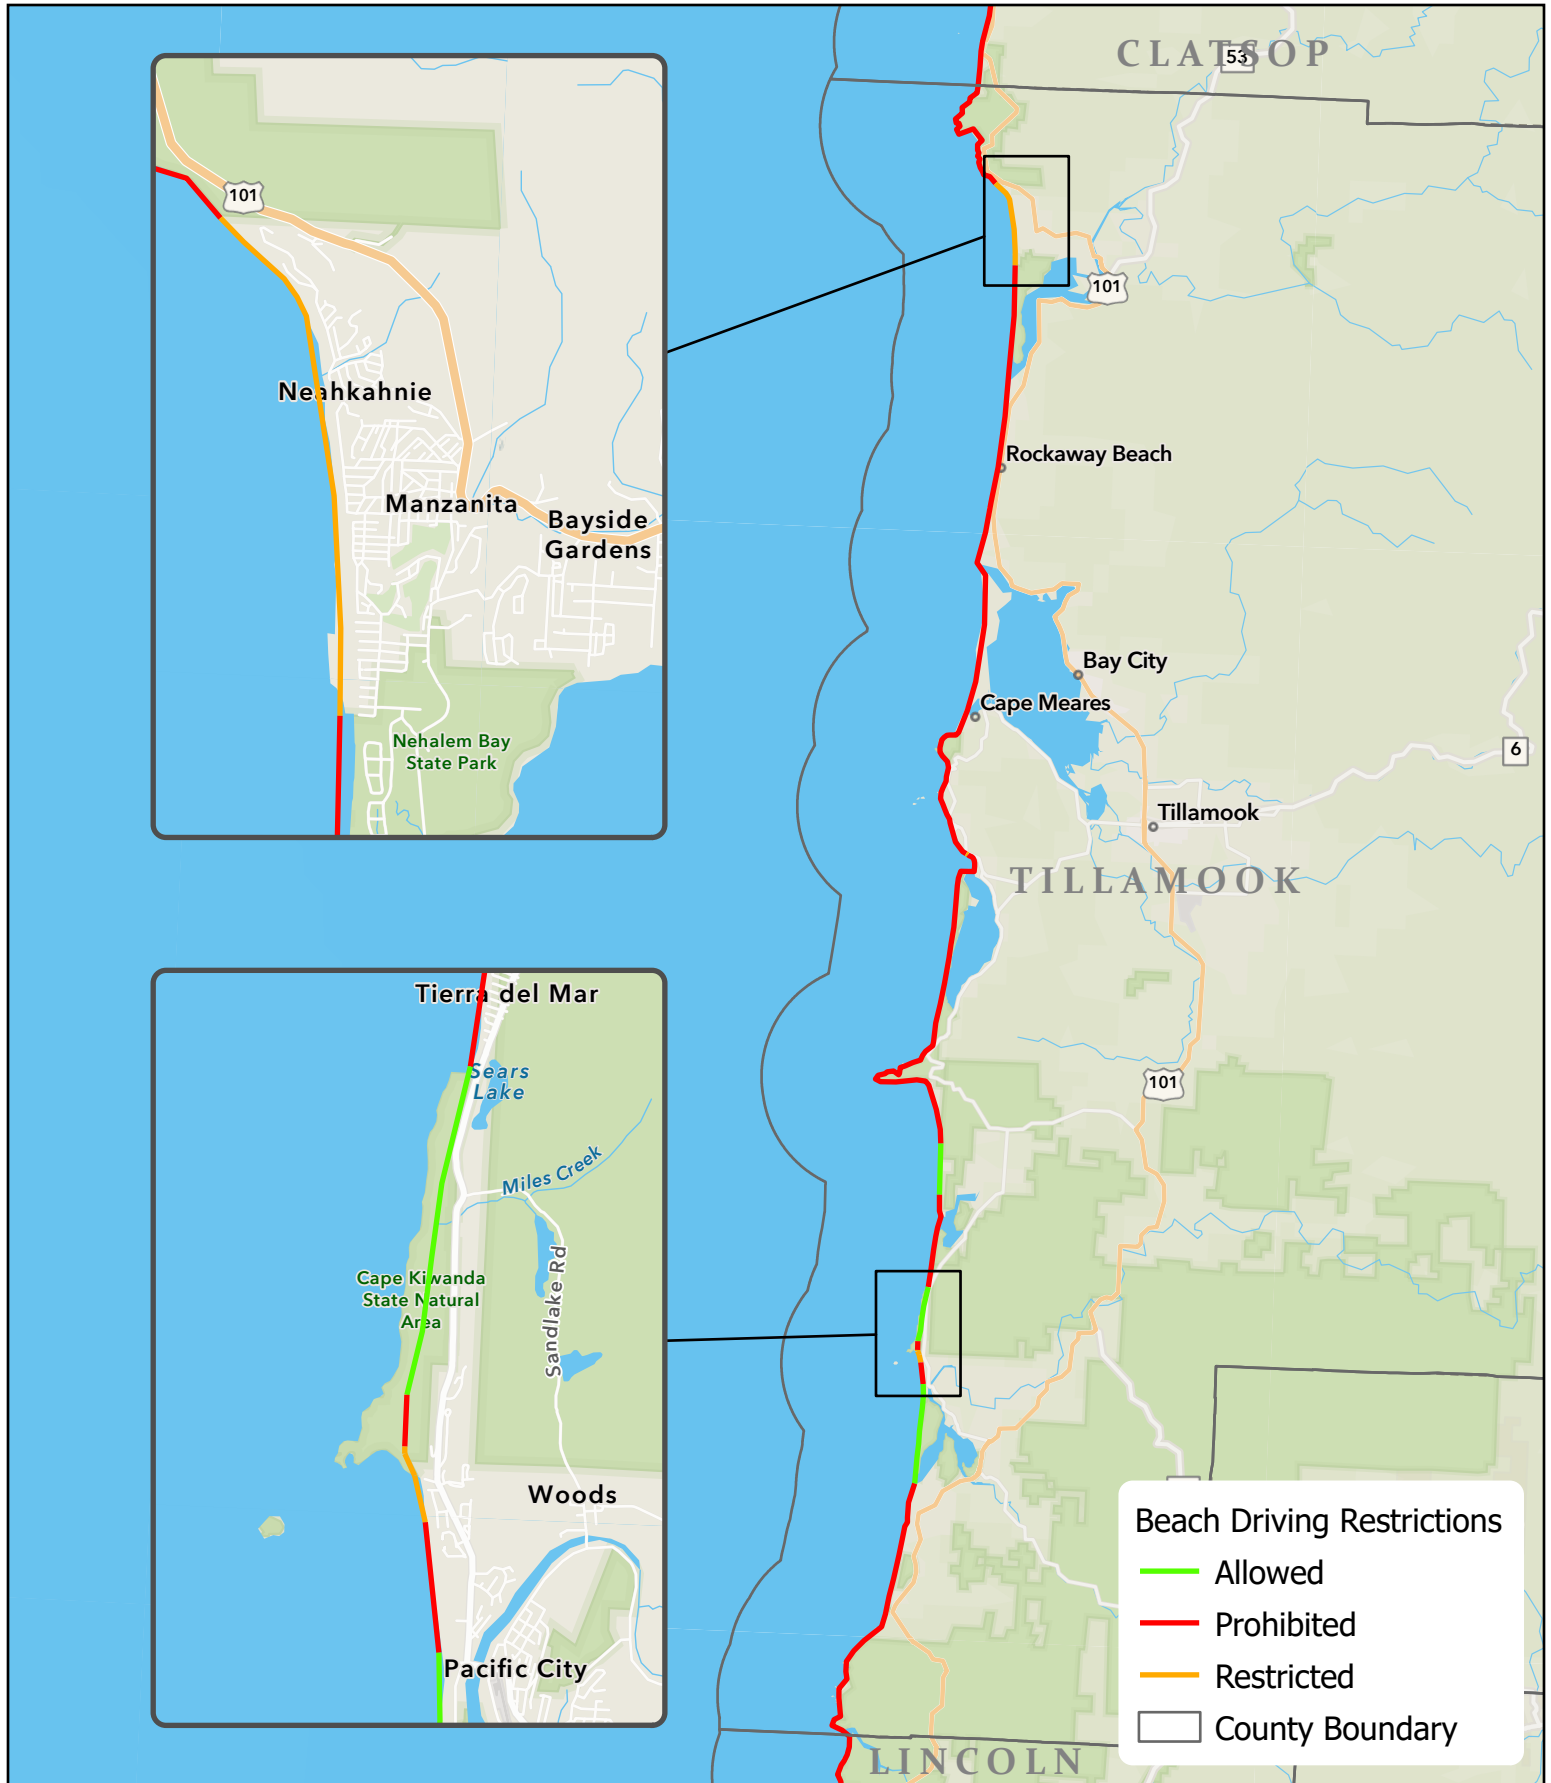 CLATSOP
53
101
Neahkahnie
Manzanita
Bayside
Gardens
Nehalem Bay
State Park
101
Rockaway Beach
Bay City
Cape Meares
6
Tillamook
TILLAMOOK
Tierra del Mar
Sears
Lake
Miles Creek
Cape Kiwanda
State Natural
Area
Sandlake Rd
Woods
Pacific City
101
Beach Driving Restrictions
Allowed
Prohibited
Restricted
County Boundary
LINCOLN